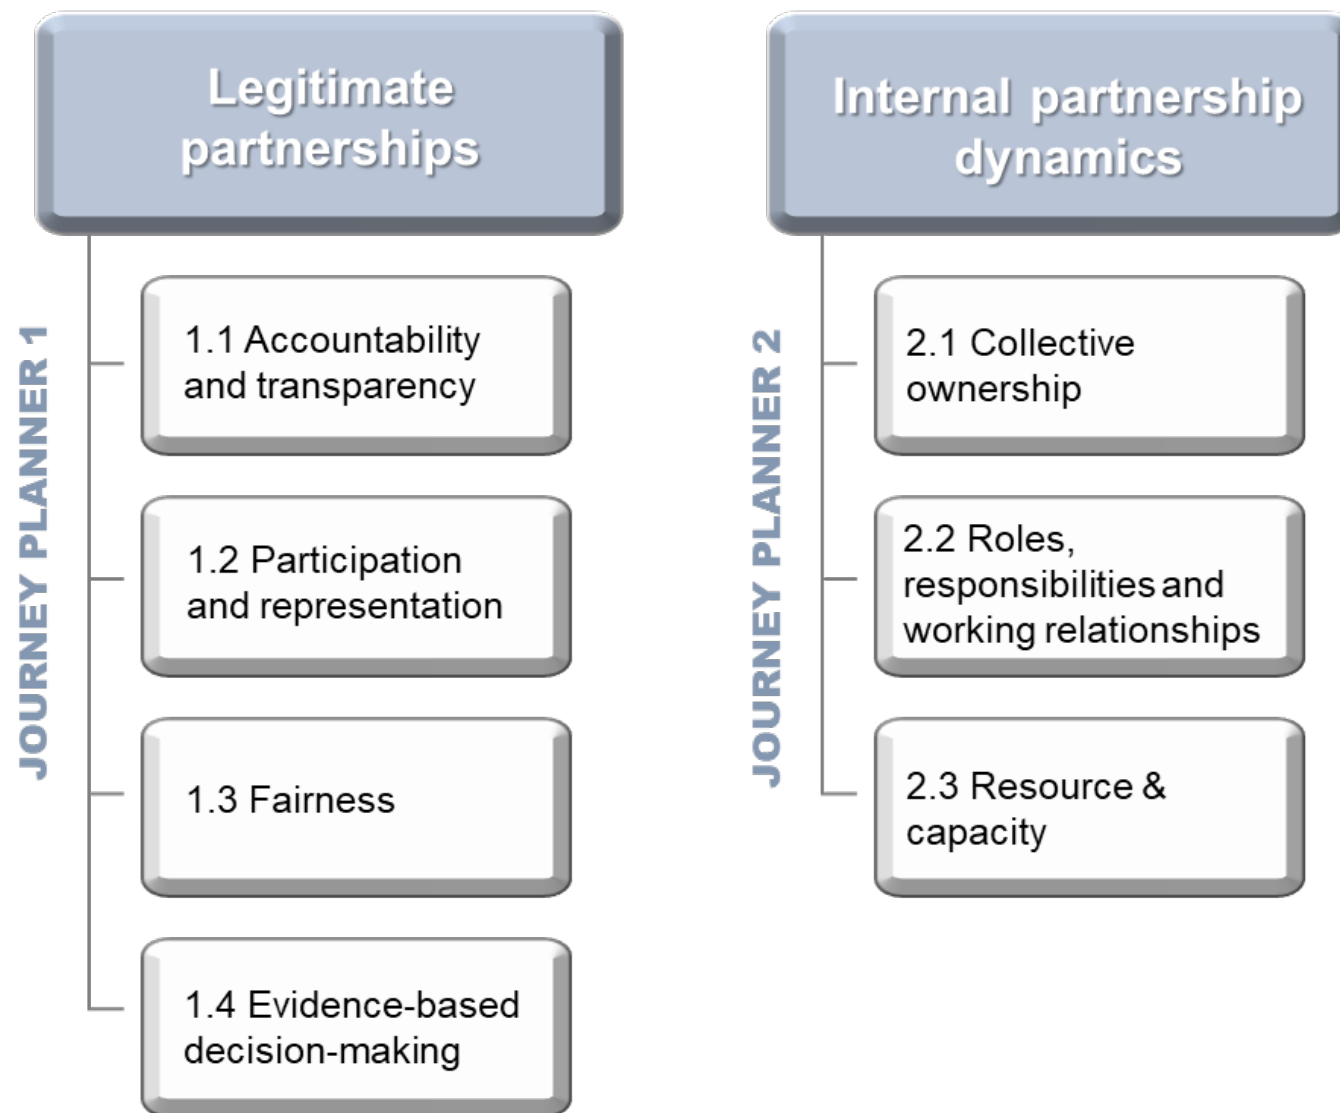 Legitimate
partnerships
JOURNEY PLANNER 1
1.1 Accountability
and transparency
1.2 Participation
and representation
1.3 Fairness
1.4 Evidence-based
decision-making
Internal partnership
dynamics
JOURNEY PLANNER 2
2.1 Collective
ownership
2.2 Roles,
responsibilities and
working relationships
2.3 Resource &
capacity